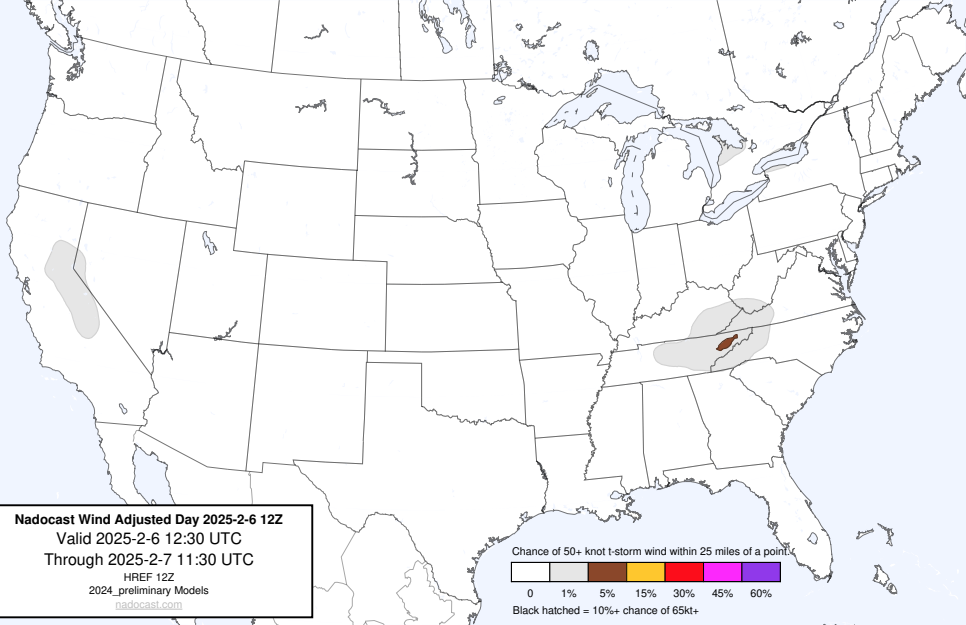 Nadocast Wind Adjusted Day 2025-2-6 12Z
Valid 2025-2-6 12:30 UTC
Through 2025-2-7 11:30 UTC
HREF 12Z
2024_preliminary Models
nadocast.com
Chance of 50+ knot t-storm wind within 25 miles of a point.
0 1% 5% 15% 30% 45% 60%
Black hatched = 10%+ chance of 65kt+